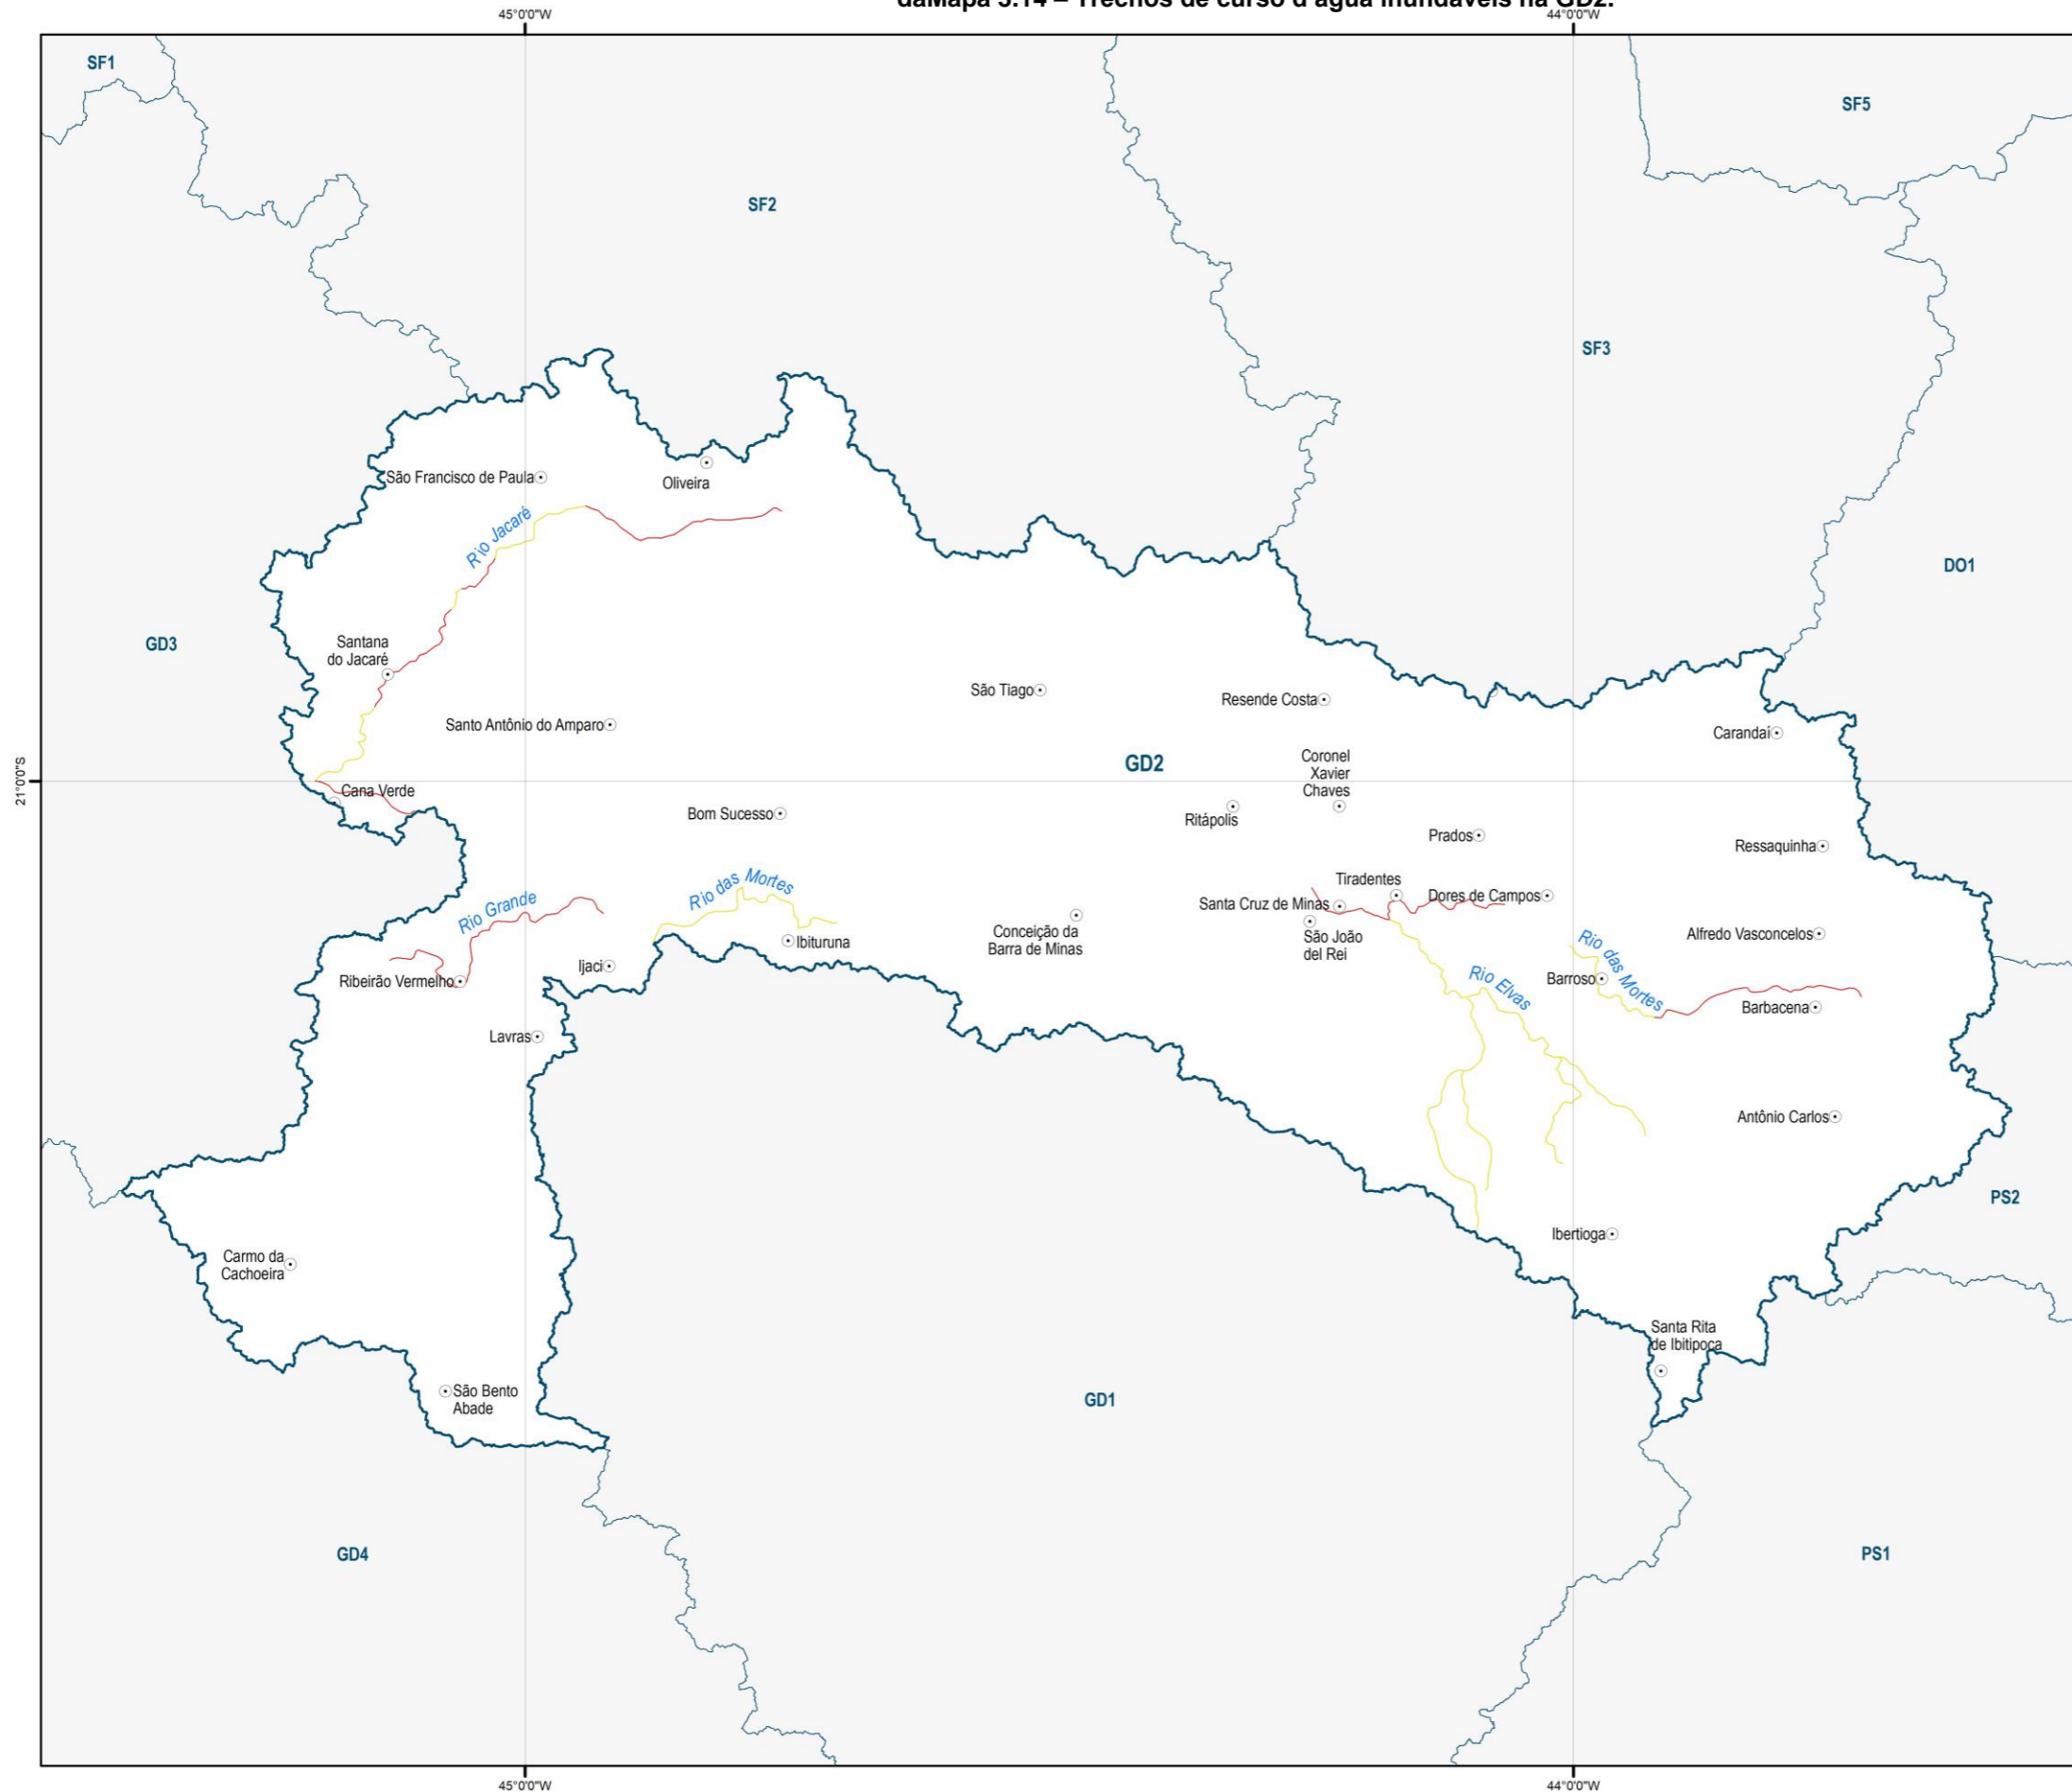 daMapa 3.14 – Trechos de curso d'água inundáveis na GD2.
45°0'0"W
44°0'0"W
SF1
SF5
SF2
SF3
São Francisco de Paula
Oliveira
Rio Jacaré
DO1
GD3
Santana
do Jacaré
São Tiago
Resende Costa
Santo Antônio do Amparo
Carandaí
GD2
Coronel
Xavier
Chaves
21°0'0"S
Cana Verde
Bom Sucesso
Ritápolis
Prados
Ressaquinha
Rio das Mortes
Tiradentes
Rio Grande
Santa Cruz de Minas
Dores de Campos
Conceição da
Barra de Minas
São João
del Rei
Alfredo Vasconcelos
Ibituruna
Rio das Mortes
Ijaci
Ribeirão Vermelho
Rio Elvas
Barroso
Barbacena
Lavras
Antônio Carlos
PS2
Ibertioga
Carmo da
Cachoeira
Santa Rita
de Ibitipoca
São Bento
Abade
GD1
GD4
PS1
45°0'0"W
44°0'0"W